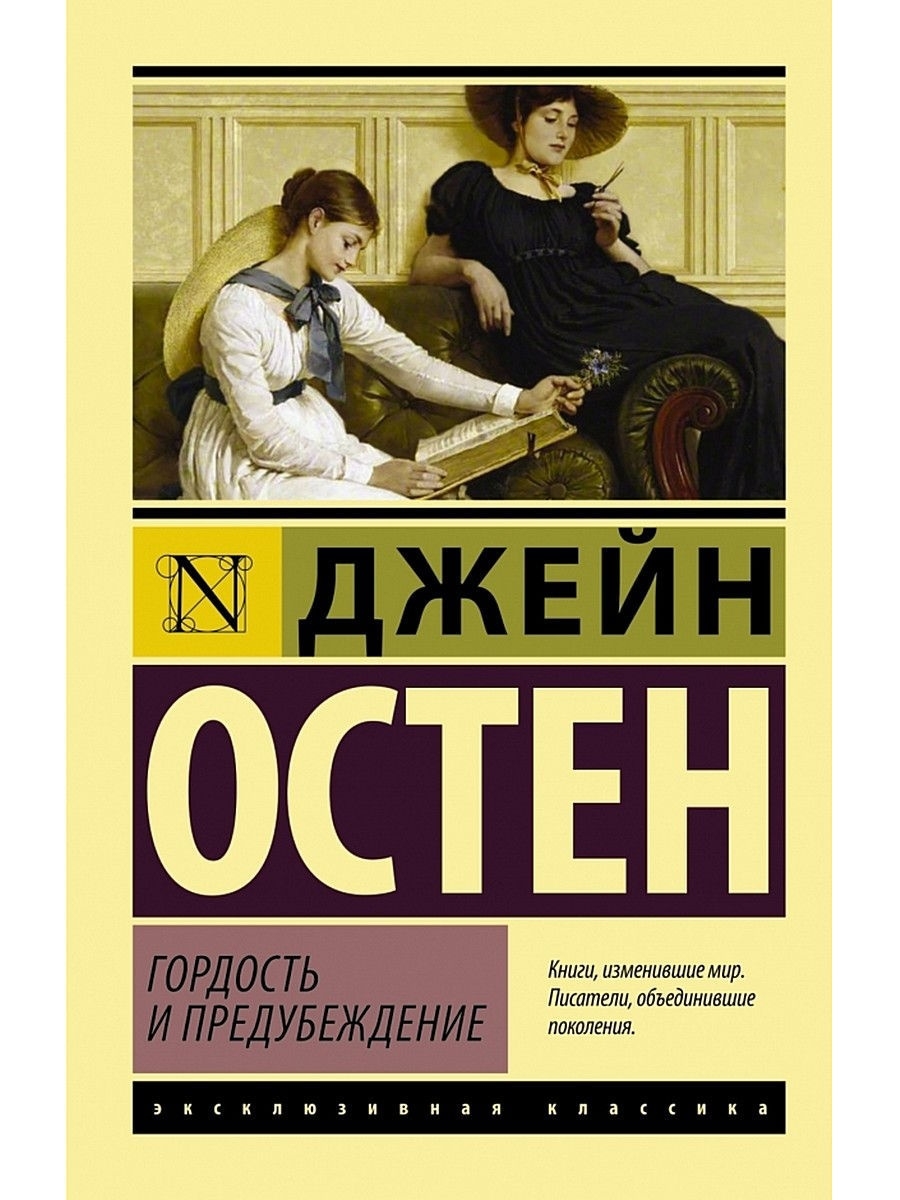 N
ДЖЕЙН
ОСТЕН
ГОРДОСТЬ
И ПРЕДУБЕЖДЕНИЕ
Книги, изменившие мир.
Писатели, объединившие
поколения.
эксклюзивная классика